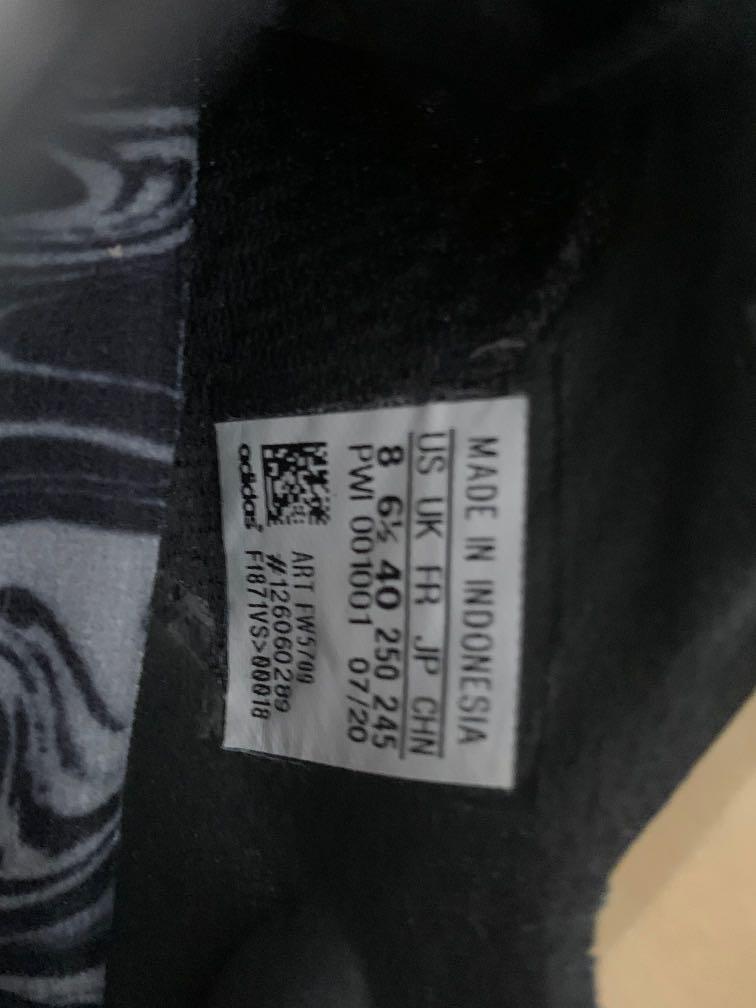 MADE IN INDONESIA
US UK FR JP CHN
8 6½ 40 250 245
PWI 001001 07/20
ART FW5709
#126060289
F1871VS>00018
adidas